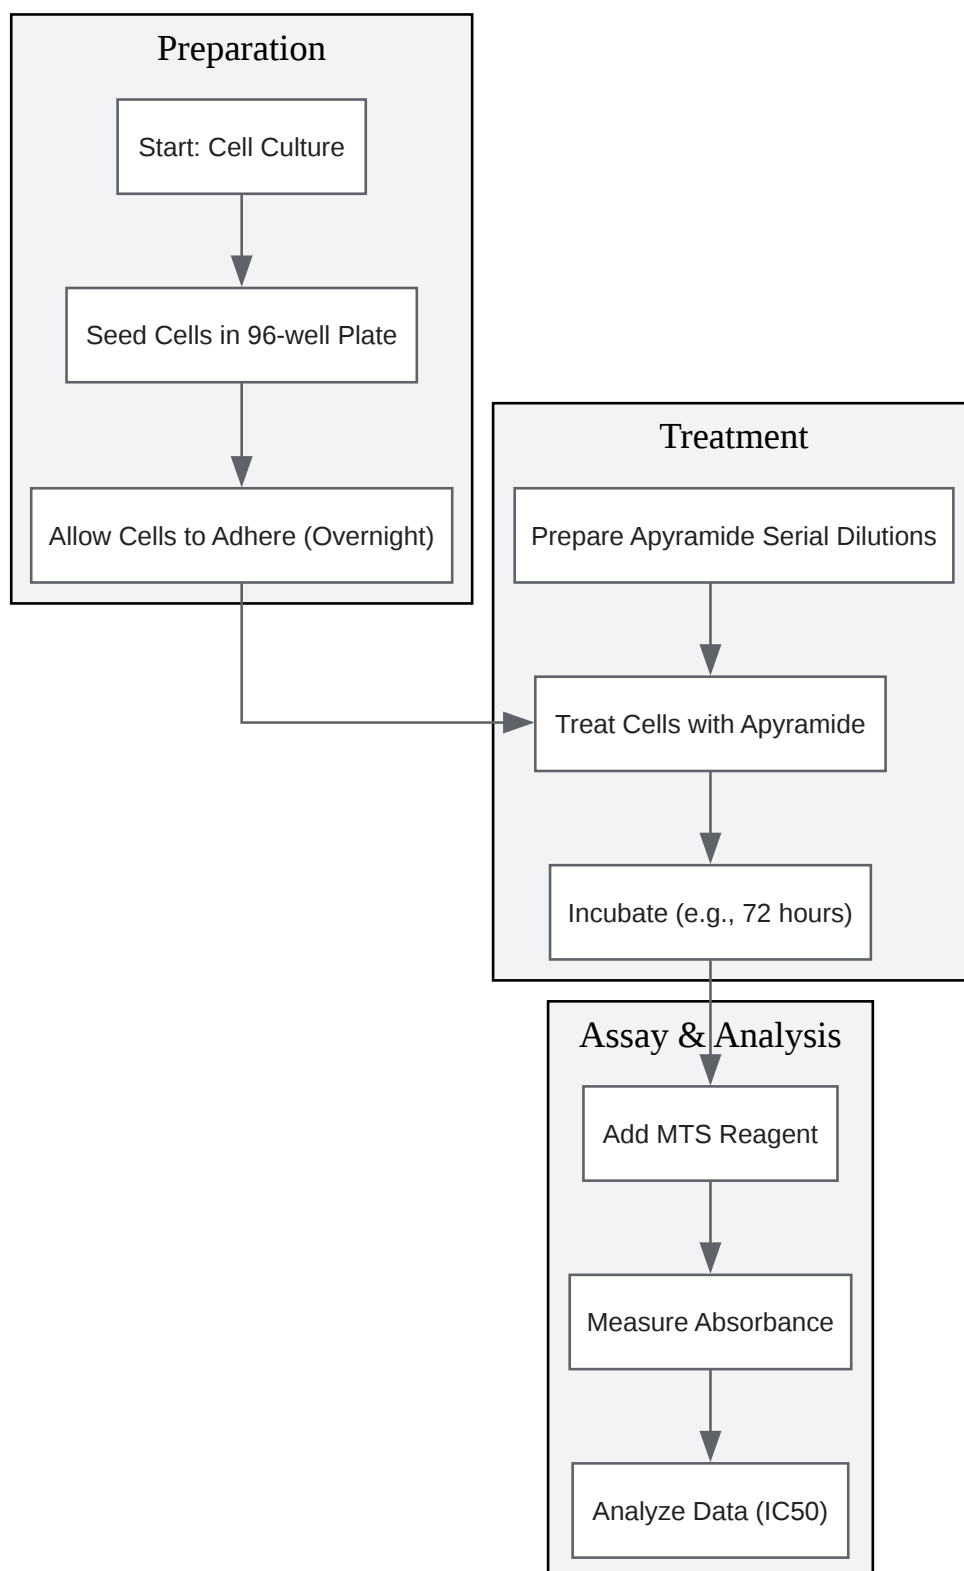 Preparation
Start: Cell Culture
Seed Cells in 96-well Plate
Allow Cells to Adhere (Overnight)
Treatment
Prepare Apyramide Serial Dilutions
Treat Cells with Apyramide
Incubate (e.g., 72 hours)
Assay & Analysis
Add MTS Reagent
Measure Absorbance
Analyze Data (IC50)